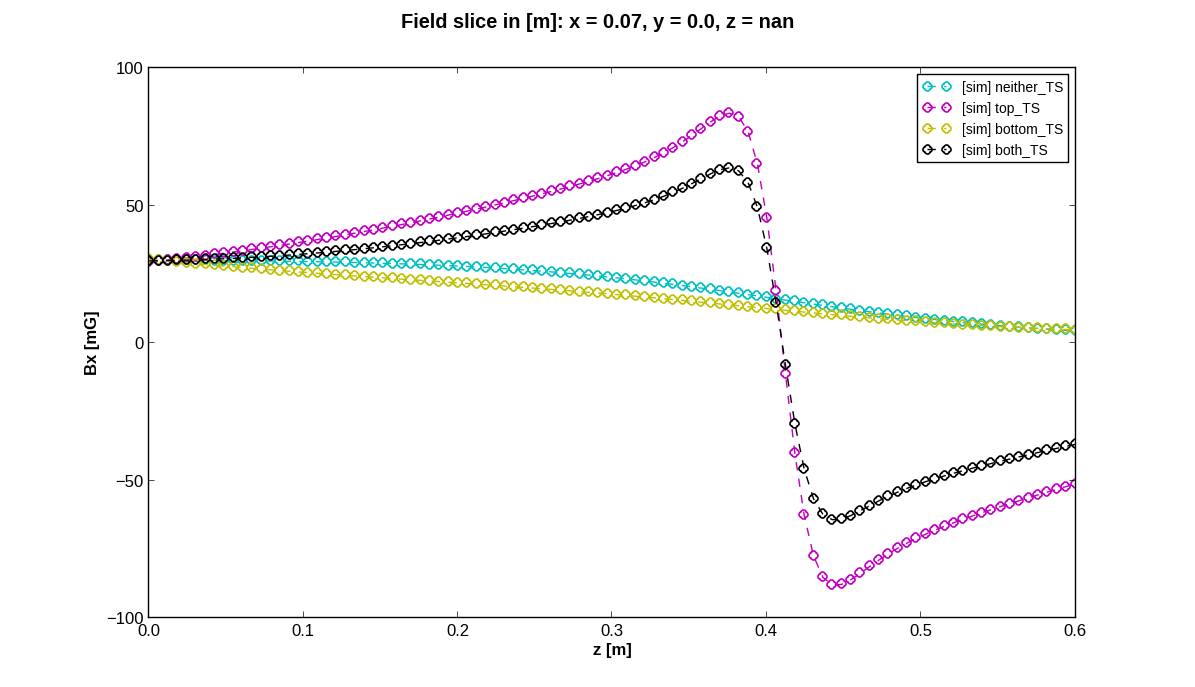 Field slice in [m]: x = 0.07, y = 0.0, z = nan
100
50
0
−50
−100
Bx [mG]
[sim] neither_TS
[sim] top_TS
[sim] bottom_TS
[sim] both_TS
0.0 0.1 0.2 0.3 0.4 0.5 0.6
z [m]